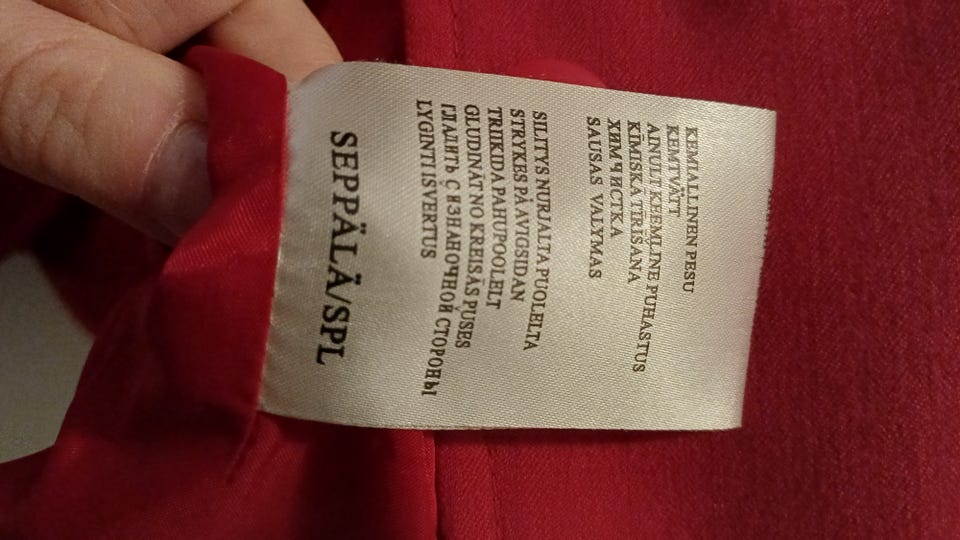 KEMIALLINEN PESU
KEMTVÄTT
AINULT KEEMILINE PUHASTUS
ĶĪMISKĀ TĪRĪŠANA
ХИМЧИСТКА
SAUSAS VALYMAS
SILITYS NURJALTA PUOLELTA
STRYKES PÅ AVIGSIDAN
TRIIKIDA PAHUPOOLELT
GLUDINĀT NO KREISĀS PUSES
ГЛАДИТЬ С ИЗНАНОЧНОЙ СТОРОНЫ
LYGINTI ISVERTUS
SEPPÄLÄ/SPL